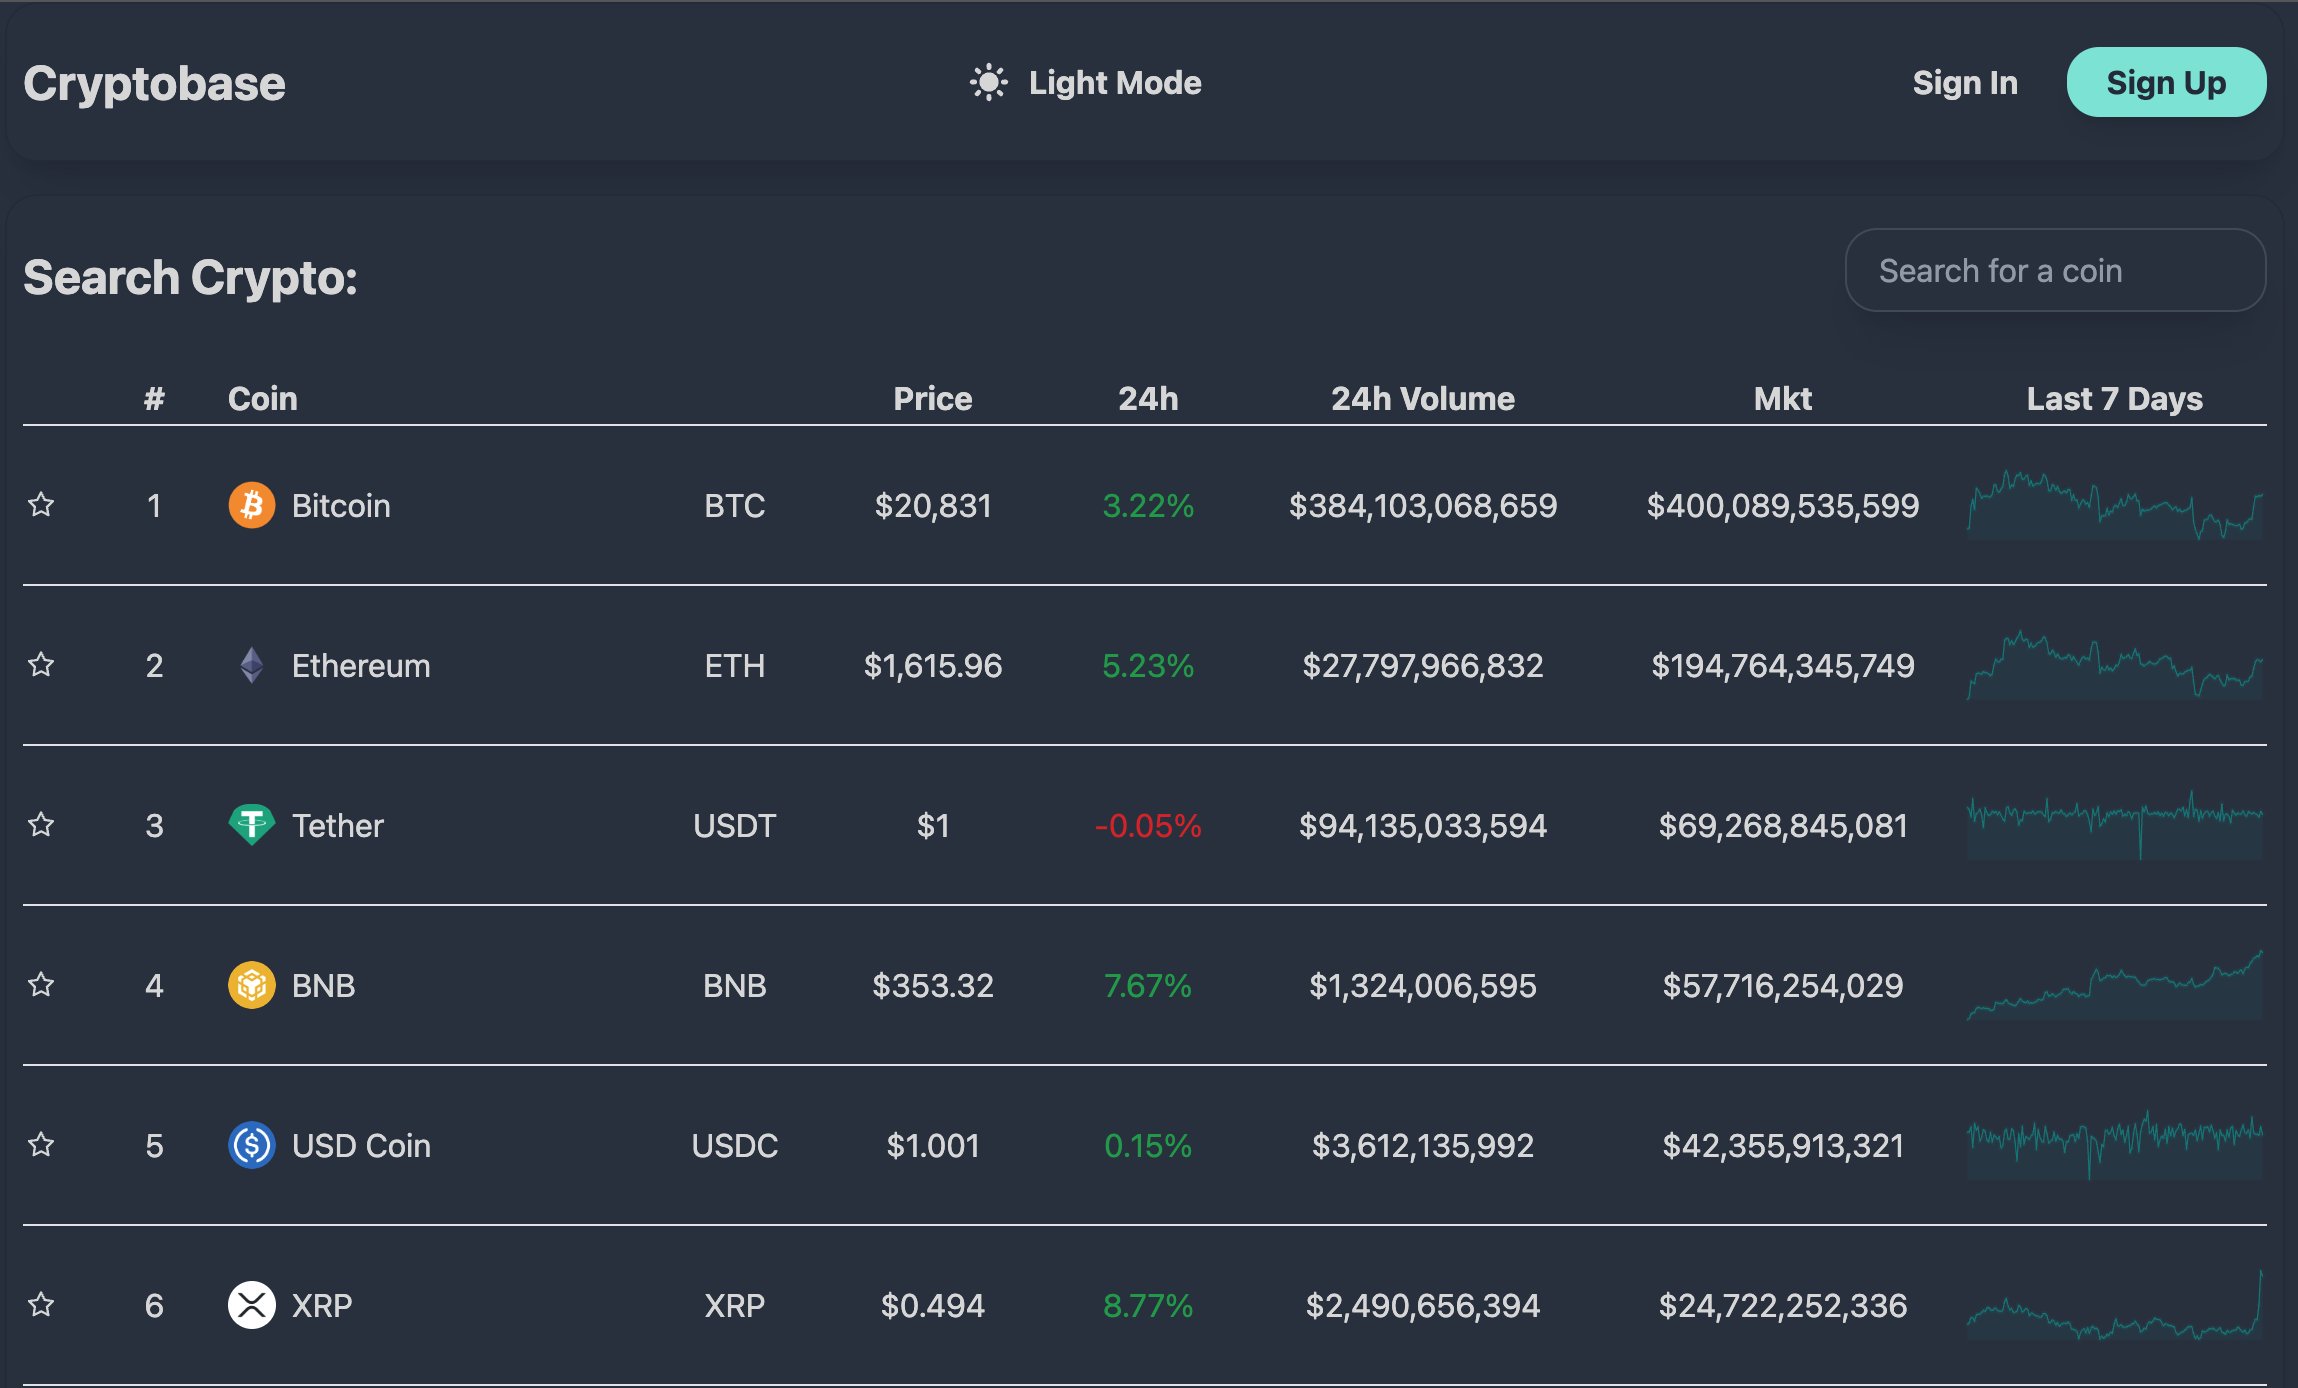 Cryptobase Light Mode Sign In Sign Up
Search Crypto: Search for a coin
# Coin Price 24h 24h Volume Mkt Last 7 Days
1 Bitcoin BTC $20,831 3.22% $384,103,068,659 $400,089,535,599
2 Ethereum ETH $1,615.96 5.23% $27,797,966,832 $194,764,345,749
3 Tether USDT $1 -0.05% $94,135,033,594 $69,268,845,081
4 BNB BNB $353.32 7.67% $1,324,006,595 $57,716,254,029
5 USD Coin USDC $1.001 0.15% $3,612,135,992 $42,355,913,321
6 XRP XRP $0.494 8.77% $2,490,656,394 $24,722,252,336